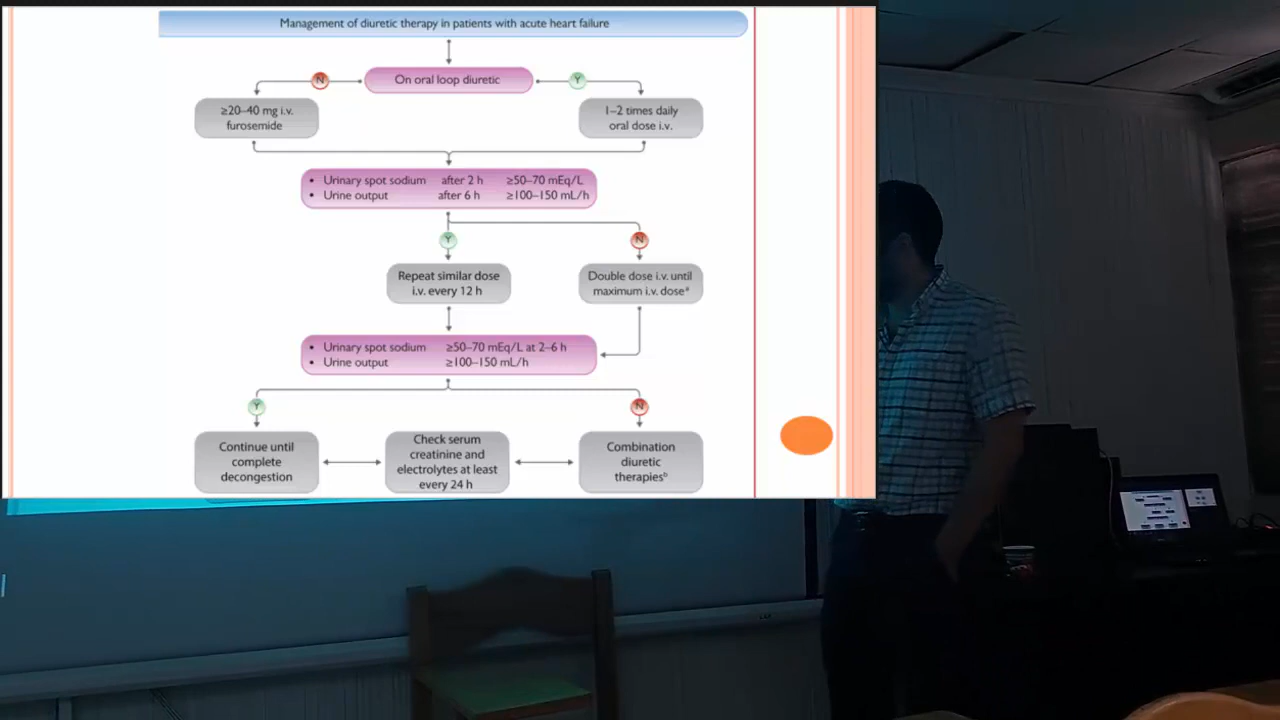 Management of diuretic therapy in patients with acute heart failure
N
On oral loop diuretic
Y
≥20–40 mg i.v.
furosemide
1–2 times daily
oral dose i.v.
• Urinary spot sodium after 2 h ≥50–70 mEq/L
• Urine output after 6 h ≥100–150 mL/h
Y
N
Repeat similar dose
i.v. every 12 h
Double dose i.v. until
maximum i.v. doseᵃ
• Urinary spot sodium ≥50–70 mEq/L at 2–6 h
• Urine output ≥100–150 mL/h
Y
N
Continue until
complete
decongestion
Check serum
creatinine and
electrolytes at least
every 24 h
Combination
diuretic
therapiesᵇ